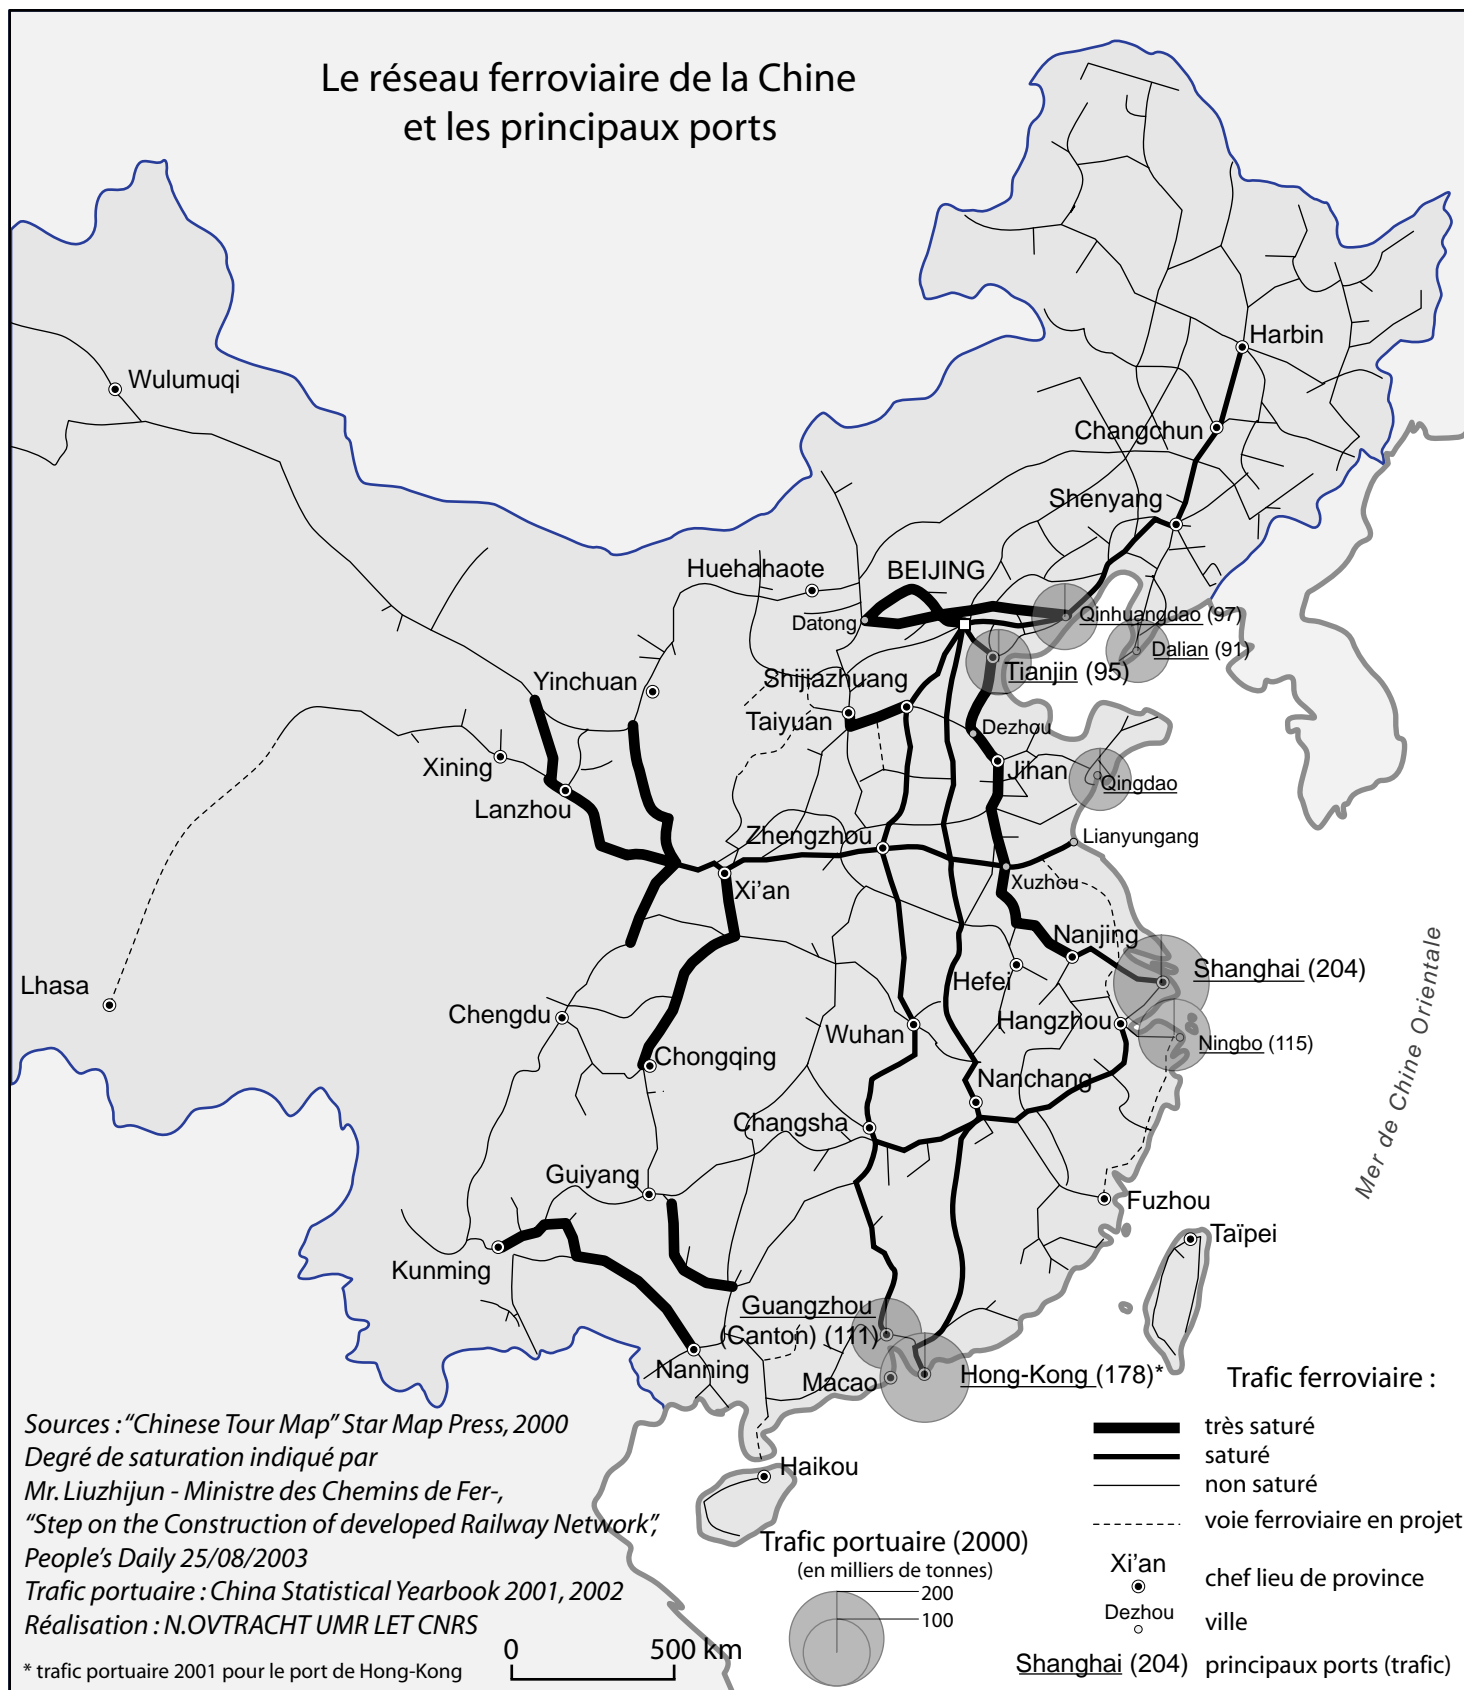 Le réseau ferroviaire de la Chine
et les principaux ports
Harbin
Wulumuqi
Changchun
Shenyang
Huehahaote
BEIJING
Datong
Qinhuangdao (97)
Dalian (91)
Tianjin (95)
Shijiazhuang
Yinchuan
Taiyuan
Dezhou
Xining
Jihan
Qingdao
Lanzhou
Zhengzhou
Lianyungang
Xi'an
Xuzhou
Nanjing
Shanghai (204)
Lhasa
Hefei
Chengdu
Wuhan
Hangzhou
Ningbo (115)
Chongqing
Nanchang
Changsha
Mer de Chine Orientale
Guiyang
Fuzhou
Taïpei
Kunming
Guangzhou
(Canton) (111)
Nanning
Macao
Hong-Kong (178)*
Haikou
Sources : “Chinese Tour Map” Star Map Press, 2000
Degré de saturation indiqué par
Mr. Liuzhijun - Ministre des Chemins de Fer-,
“Step on the Construction of developed Railway Network”,
People's Daily 25/08/2003
Trafic portuaire : China Statistical Yearbook 2001, 2002
Réalisation : N.OVTRACHT UMR LET CNRS
* trafic portuaire 2001 pour le port de Hong-Kong
0 500 km
Trafic portuaire (2000)
(en milliers de tonnes)
200
100
Trafic ferroviaire :
très saturé
saturé
non saturé
voie ferroviaire en projet
Xi'an chef lieu de province
Dezhou ville
Shanghai (204) principaux ports (trafic)